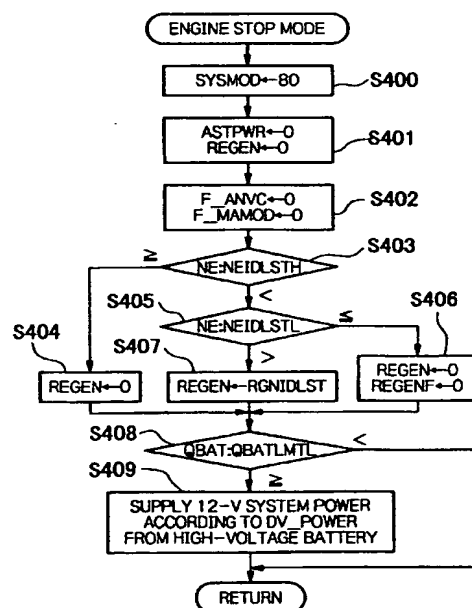 ENGINE STOP MODE
SYSMOD←80
S400
ASTPWR←0
REGEN←0
S401
F_ANVC←0
F_MAMOD←0
S402
S403
≥
NE:NEIDLSTH
<
S405
NE:NEIDLSTL
≤
S406
S404
S407
>
REGEN←0
REGEN←RGNIDLST
REGEN←0
REGENF←0
S408
QBAT:QBATLMTL
<
S409
≥
SUPPLY 12-V SYSTEM POWER
ACCORDING TO DV_POWER
FROM HIGH-VOLTAGE BATTERY
RETURN